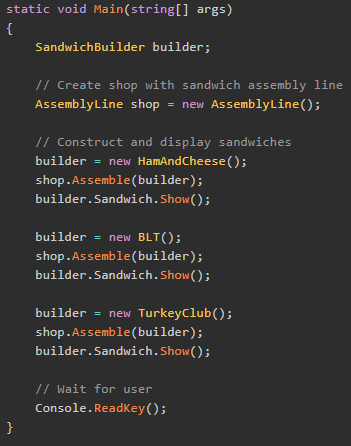 static void Main(string[] args)
{
    SandwichBuilder builder;

    // Create shop with sandwich assembly line
    AssemblyLine shop = new AssemblyLine();

    // Construct and display sandwiches
    builder = new HamAndCheese();
    shop.Assemble(builder);
    builder.Sandwich.Show();

    builder = new BLT();
    shop.Assemble(builder);
    builder.Sandwich.Show();

    builder = new TurkeyClub();
    shop.Assemble(builder);
    builder.Sandwich.Show();

    // Wait for user
    Console.ReadKey();
}